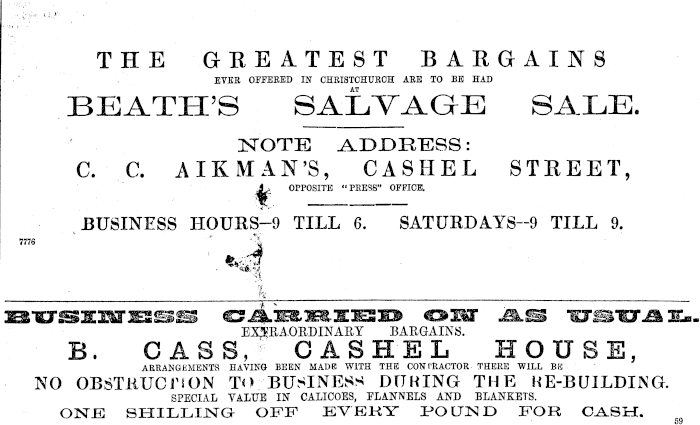 THE GREATEST BARGAINS
EVER OFFERED IN CHRISTCHURCH ARE TO BE HAD
AT
BEATH'S SALVAGE SALE.
NOTE ADDRESS:
C. C. AIKMAN'S, CASHEL STREET,
OPPOSITE "PRESS" OFFICE.
BUSINESS HOURS—9 TILL 6. SATURDAYS--9 TILL 9.
7776
BUSINESS CARRIED ON AS USUAL.
EXTRAORDINARY BARGAINS.
B. CASS, CASHEL HOUSE,
ARRANGEMENTS HAVING BEEN MADE WITH THE CONTRACTOR THERE WILL BE
NO OBSTRUCTION TO BUSINESS DURING THE RE-BUILDING.
SPECIAL VALUE IN CALICOES, FLANNELS AND BLANKETS.
ONE SHILLING OFF EVERY POUND FOR CASH.
59